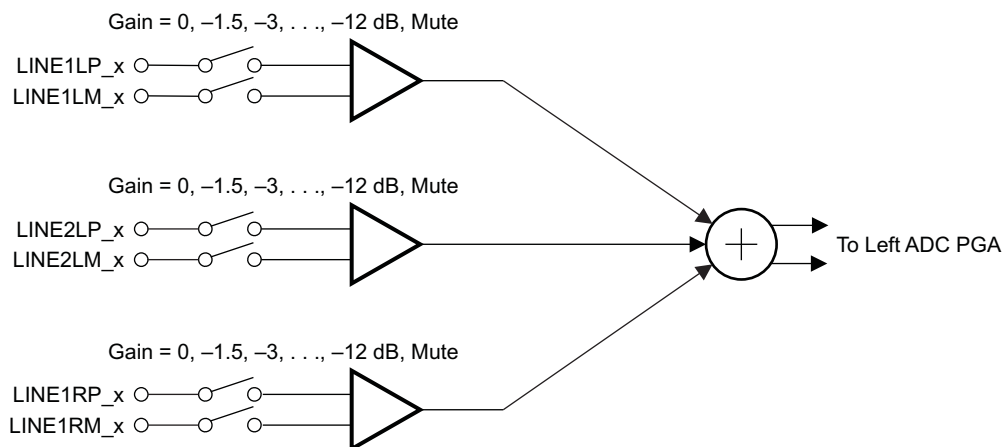 Gain = 0, –1.5, –3, . . ., –12 dB, Mute
LINE1LP_x
LINE1LM_x
Gain = 0, –1.5, –3, . . ., –12 dB, Mute
LINE2LP_x
LINE2LM_x
To Left ADC PGA
Gain = 0, –1.5, –3, . . ., –12 dB, Mute
LINE1RP_x
LINE1RM_x